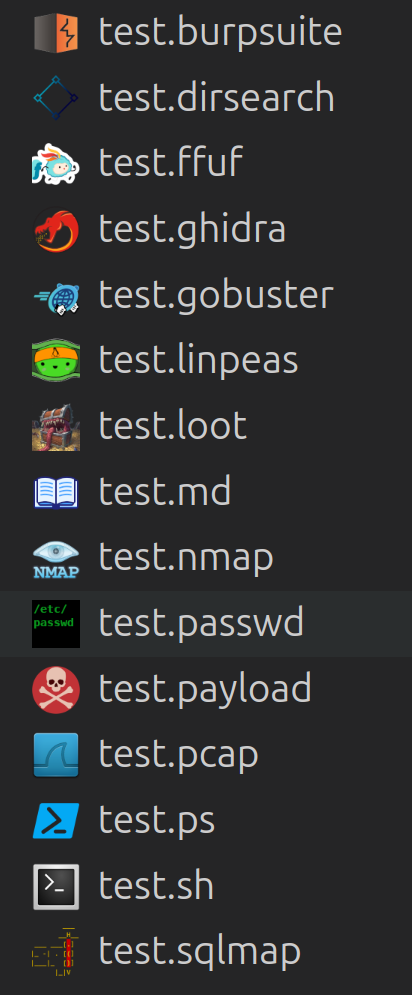 test.burpsuite
test.dirsearch
test.ffuf
test.ghidra
test.gobuster
test.linpeas
test.loot
test.md
NMAP test.nmap
/etc/
passwd test.passwd
test.payload
test.pcap
test.ps
test.sh
test.sqlmap